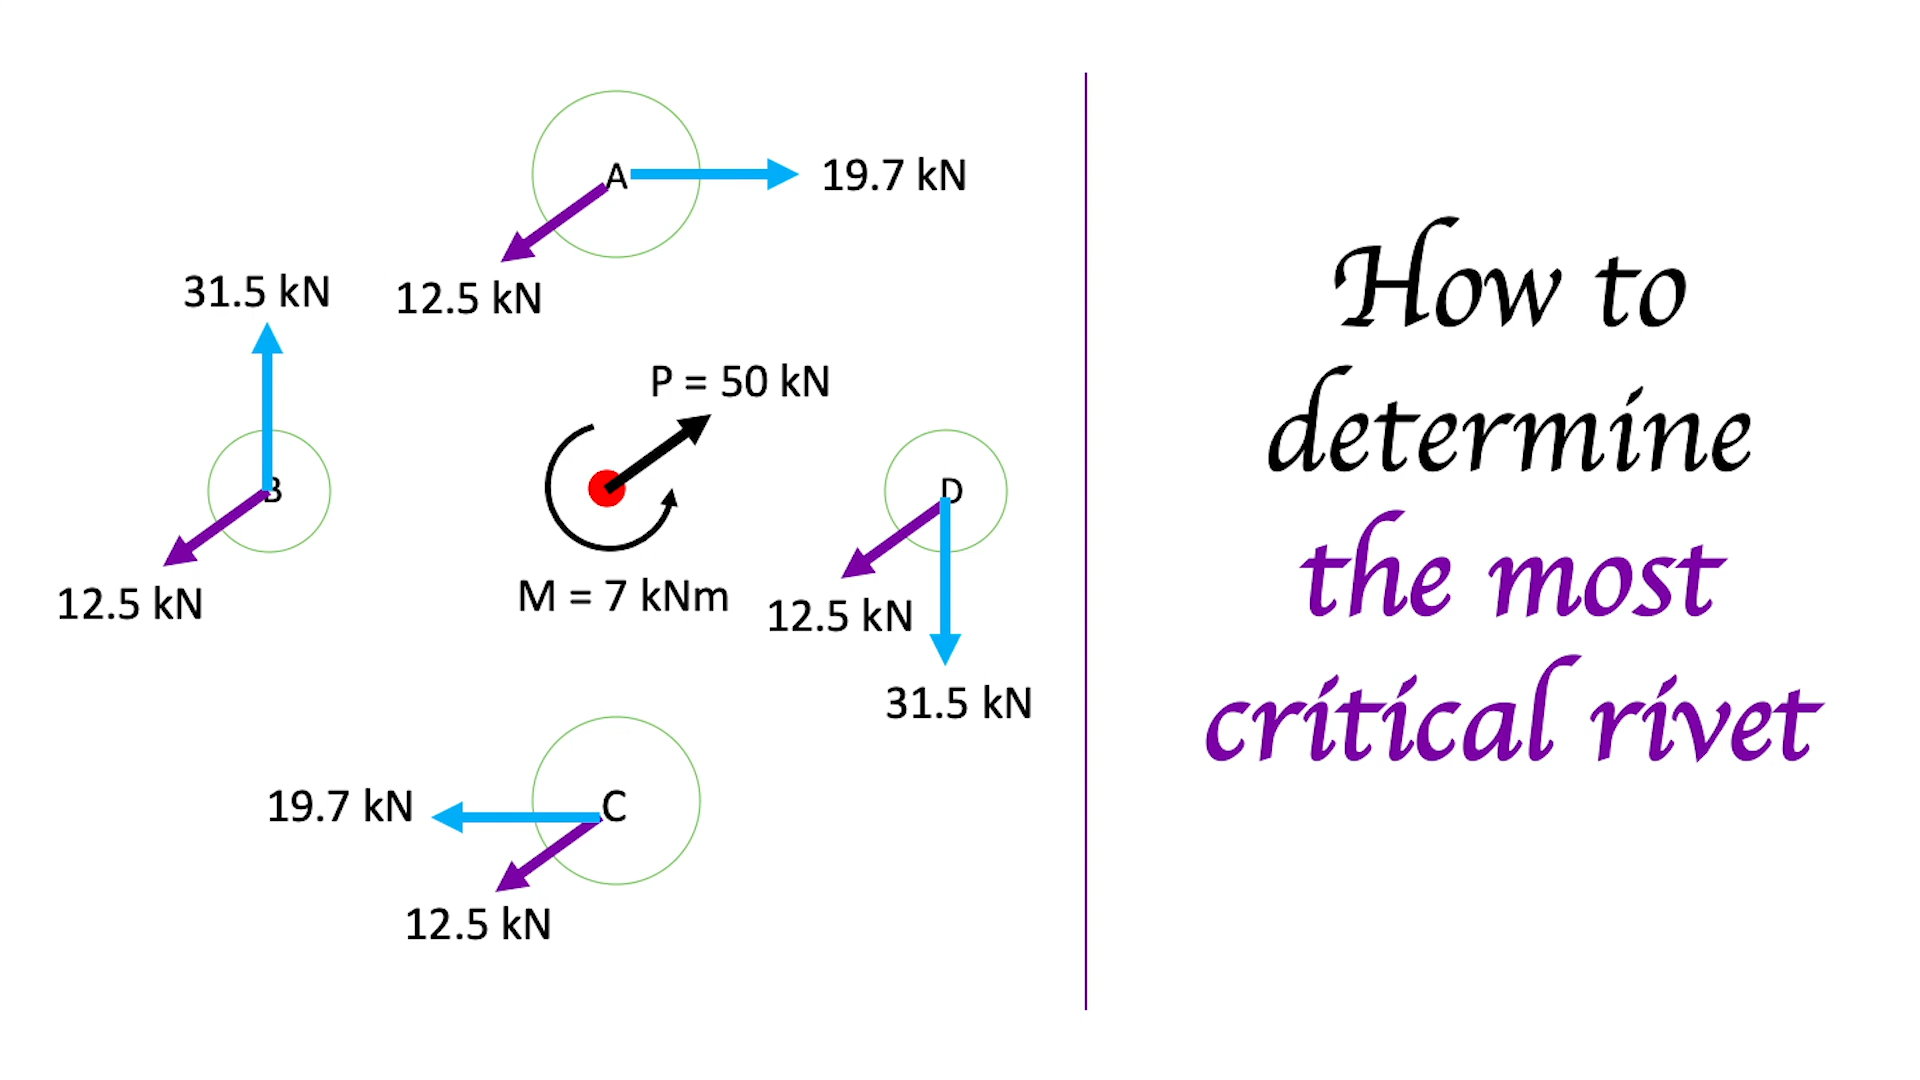 A
19.7 kN
12.5 kN
31.5 kN
P = 50 kN
B
D
12.5 kN
M = 7 kNm
12.5 kN
31.5 kN
19.7 kN
C
12.5 kN
How to
determine
the most
critical rivet